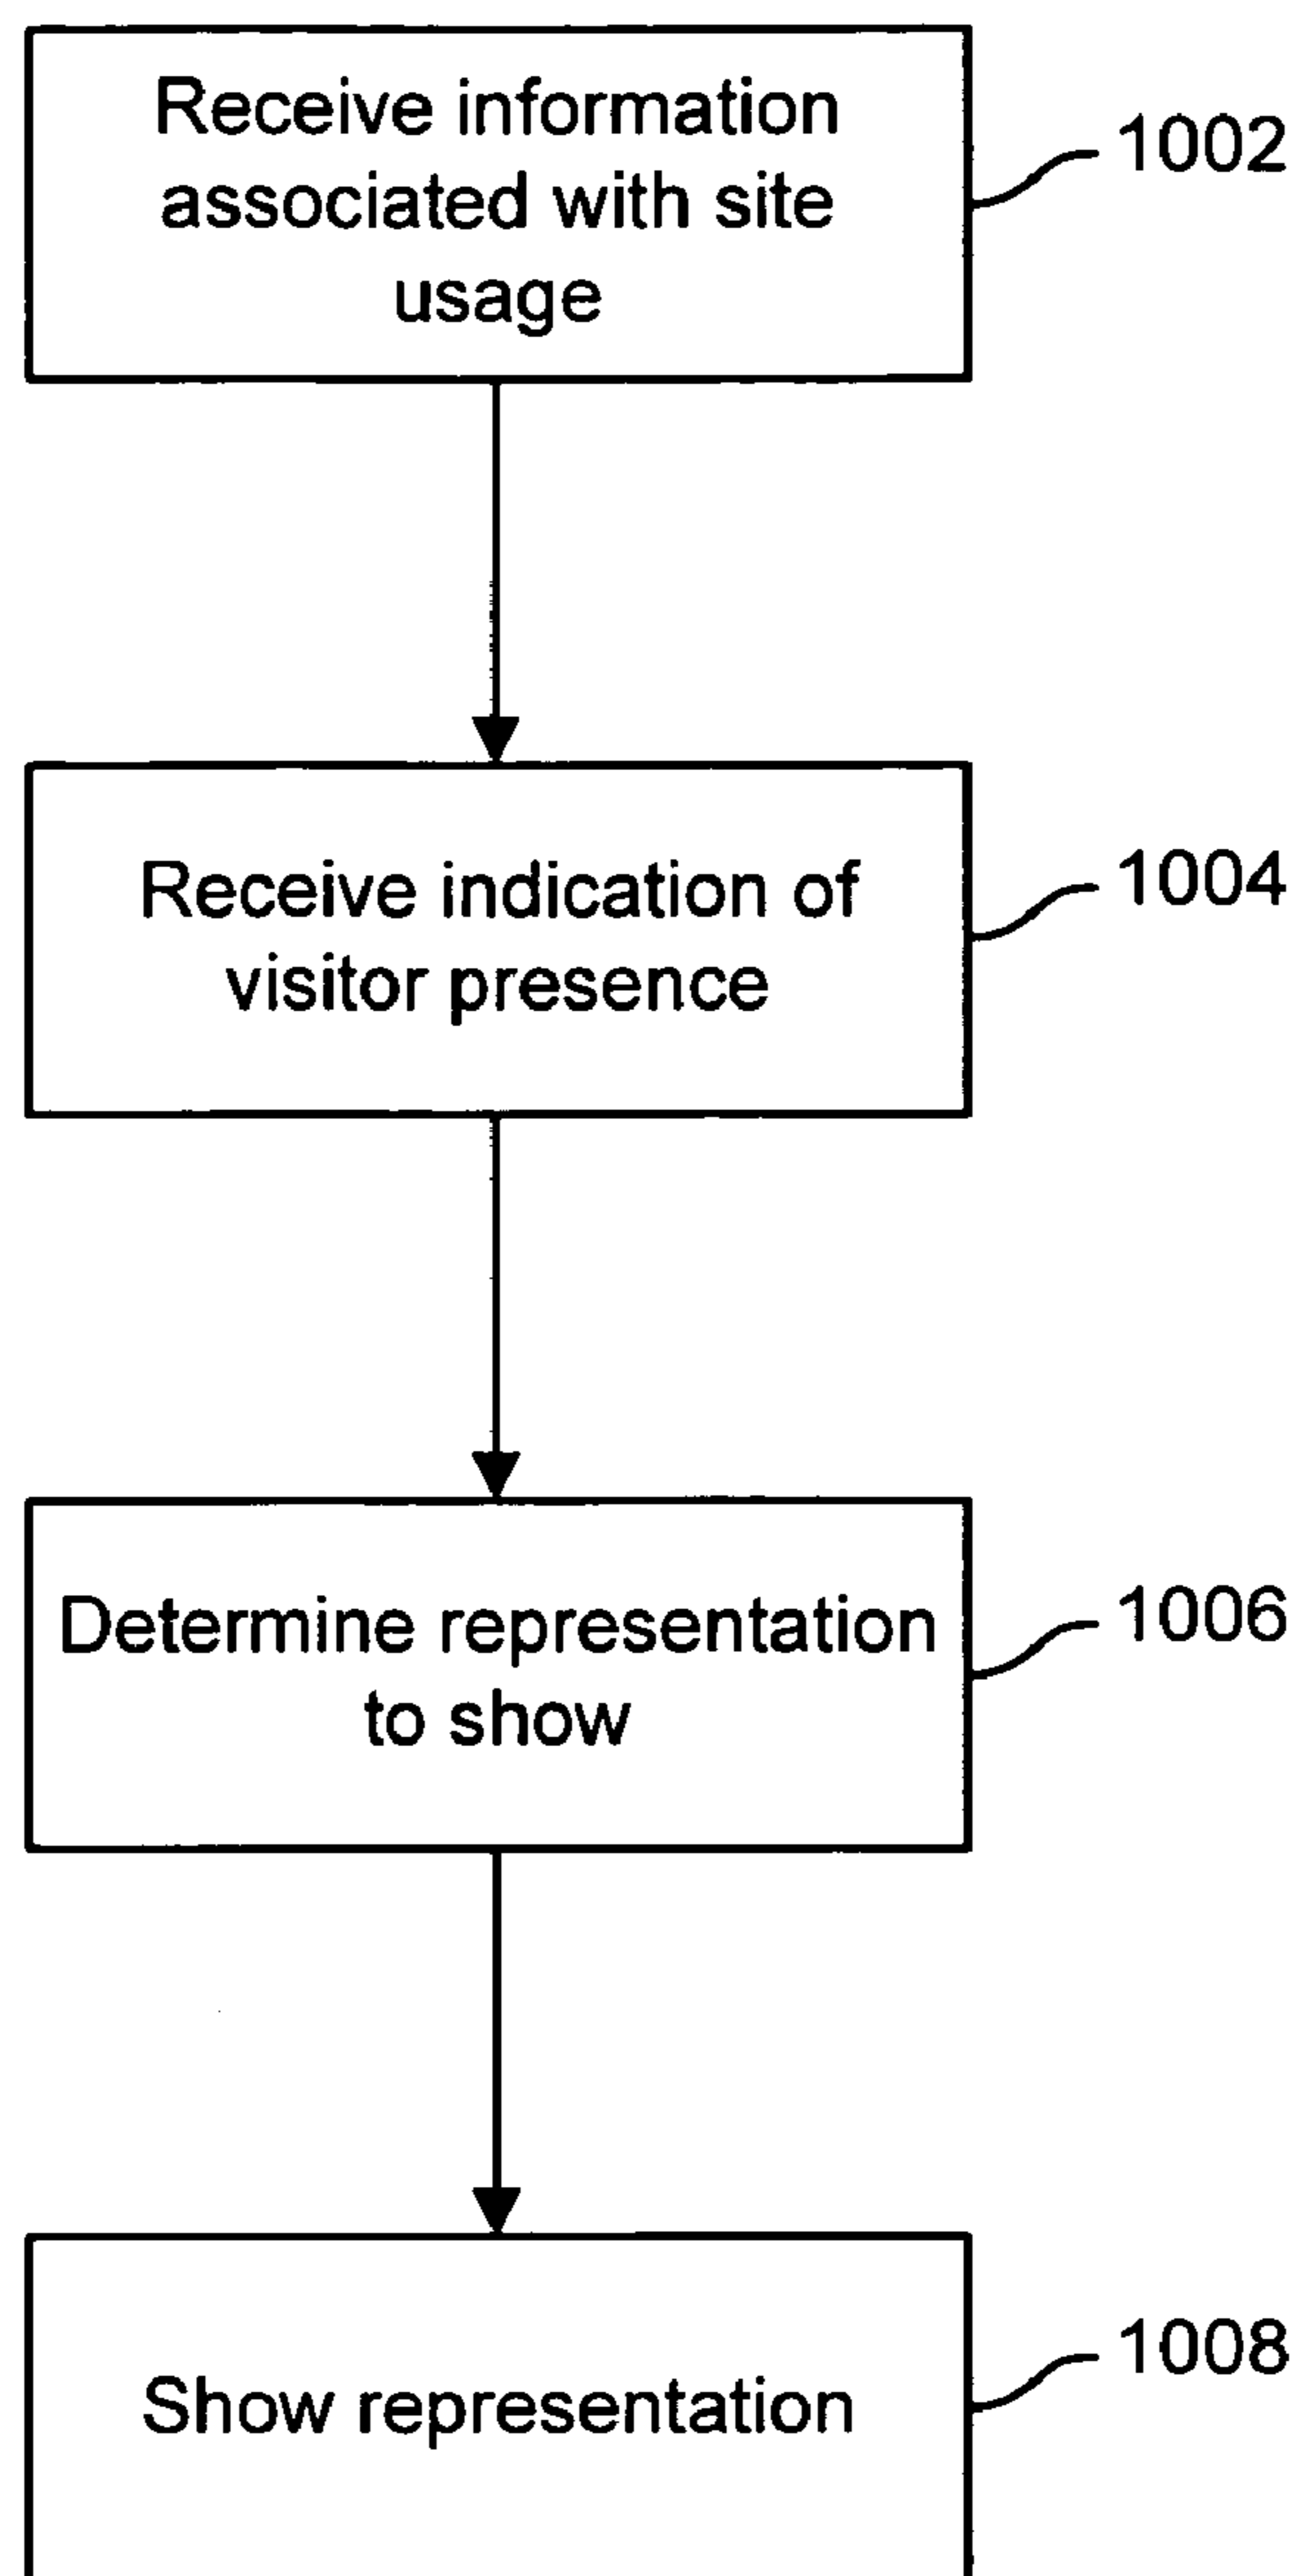 Receive information
associated with site
usage
1002
Receive indication of
visitor presence
1004
Determine representation
to show
1006
Show representation
1008